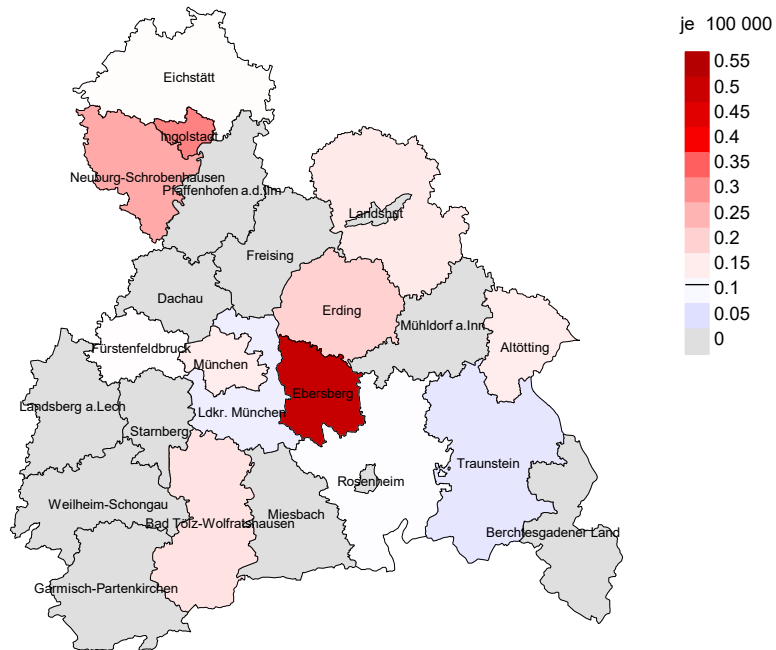 je 100 000
0.55
0.5
0.45
0.4
0.35
0.3
0.25
0.2
0.15
0.1
0.05
0
Eichstätt
Ingolstadt
Neuburg-Schrobenhausen
Pfaffenhofen a.d.Ilm
Landshut
Freising
Dachau
Erding
Mühldorf a.Inn
Fürstenfeldbruck
Altötting
München
Ebersberg
Landsberg a.Lech
Ldkr. München
Starnberg
Traunstein
Rosenheim
Weilheim-Schongau
Bad Tölz-Wolfratshausen
Miesbach
Berchtesgadener Land
Garmisch-Partenkirchen